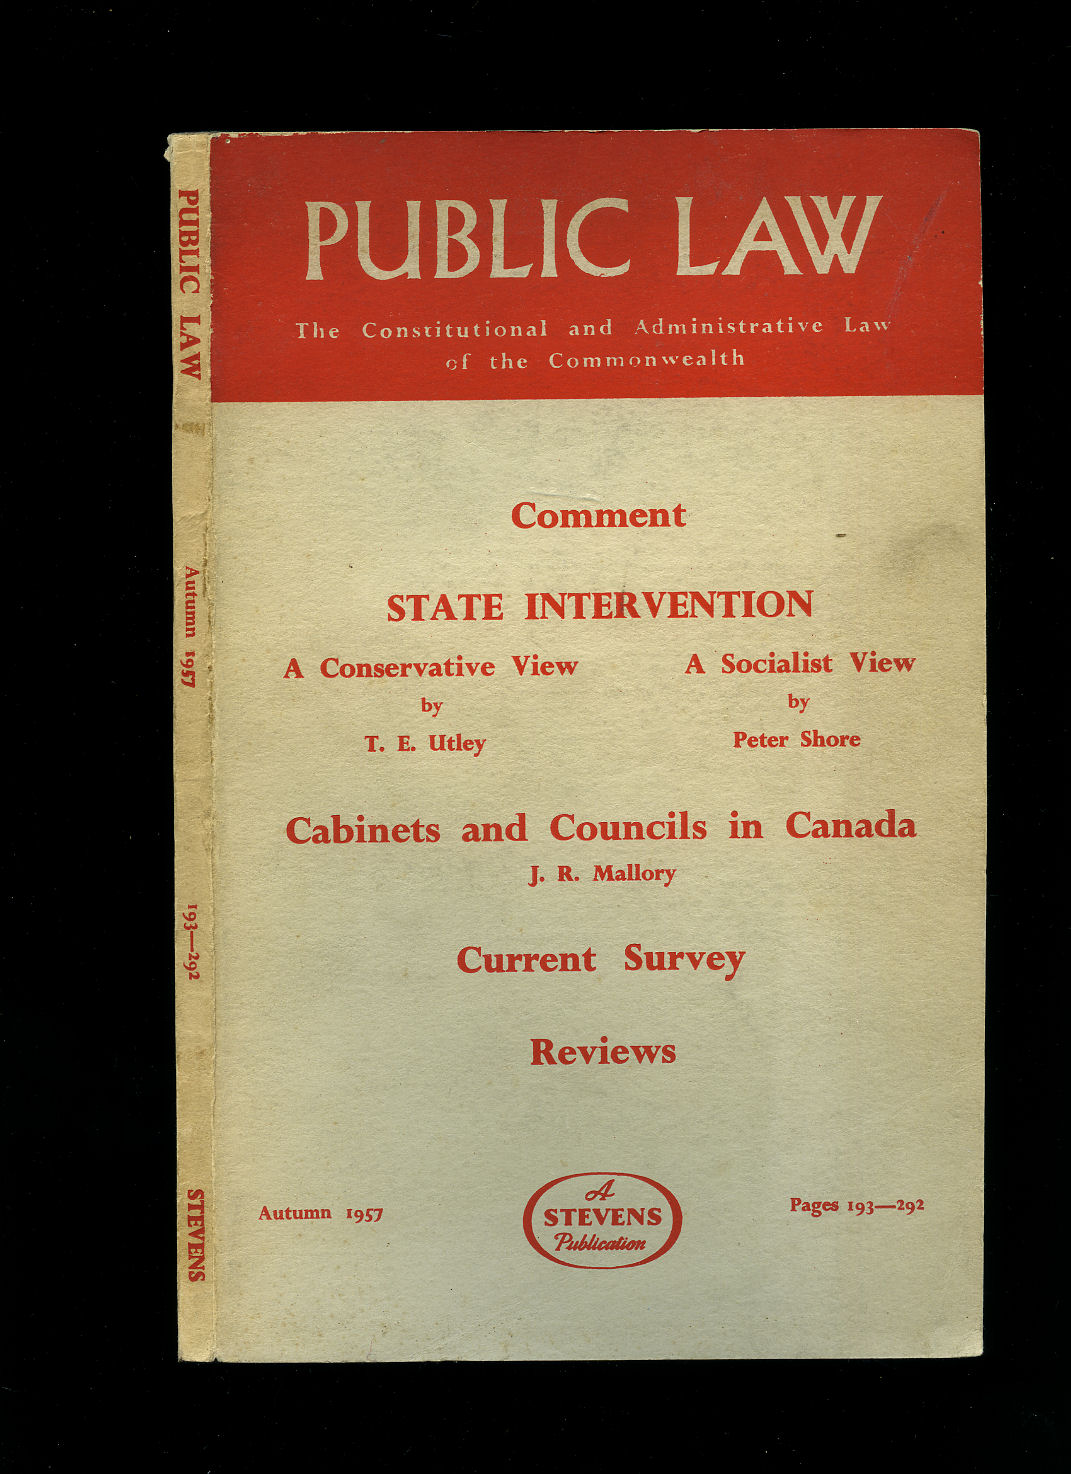 PUBLIC LAW
Autumn 1957
193—292
STEVENS
PUBLIC LAW
The Constitutional and Administrative Law
of the Commonwealth
Comment
STATE INTERVENTION
A Conservative View
by
T. E. Utley
A Socialist View
by
Peter Shore
Cabinets and Councils in Canada
J. R. Mallory
Current Survey
Reviews
Autumn 1957
A
STEVENS
Publication
Pages 193—292